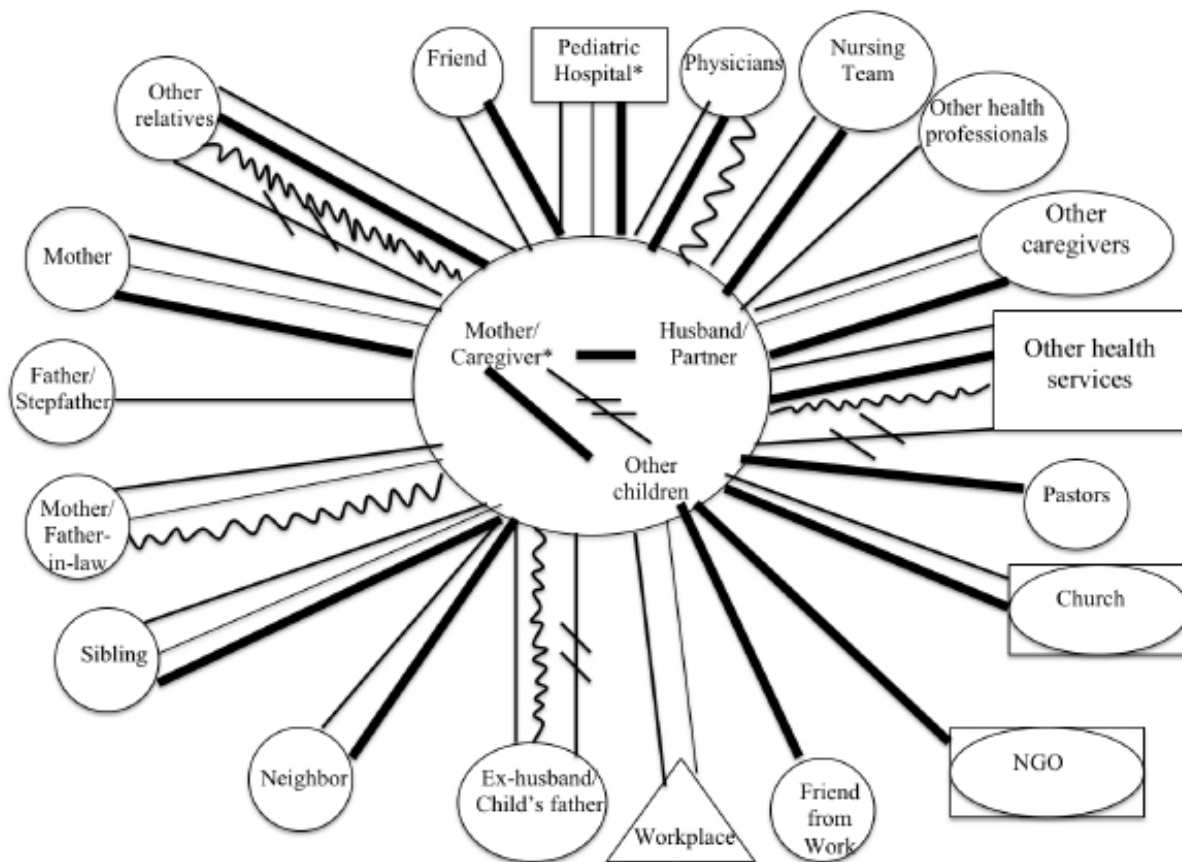 Friend
Pediatric
Hospital*
Physicians
Nursing
Team
Other health
professionals
Other
relatives
Mother
Other
caregivers
Father/
Stepfather
Mother/
Caregiver*
Husband/
Partner
Other
children
Other health
services
Mother/
Father-
in-law
Pastors
Sibling
Church
Neighbor
Ex-husband/
Child's father
Workplace
Friend
from
Work
NGO